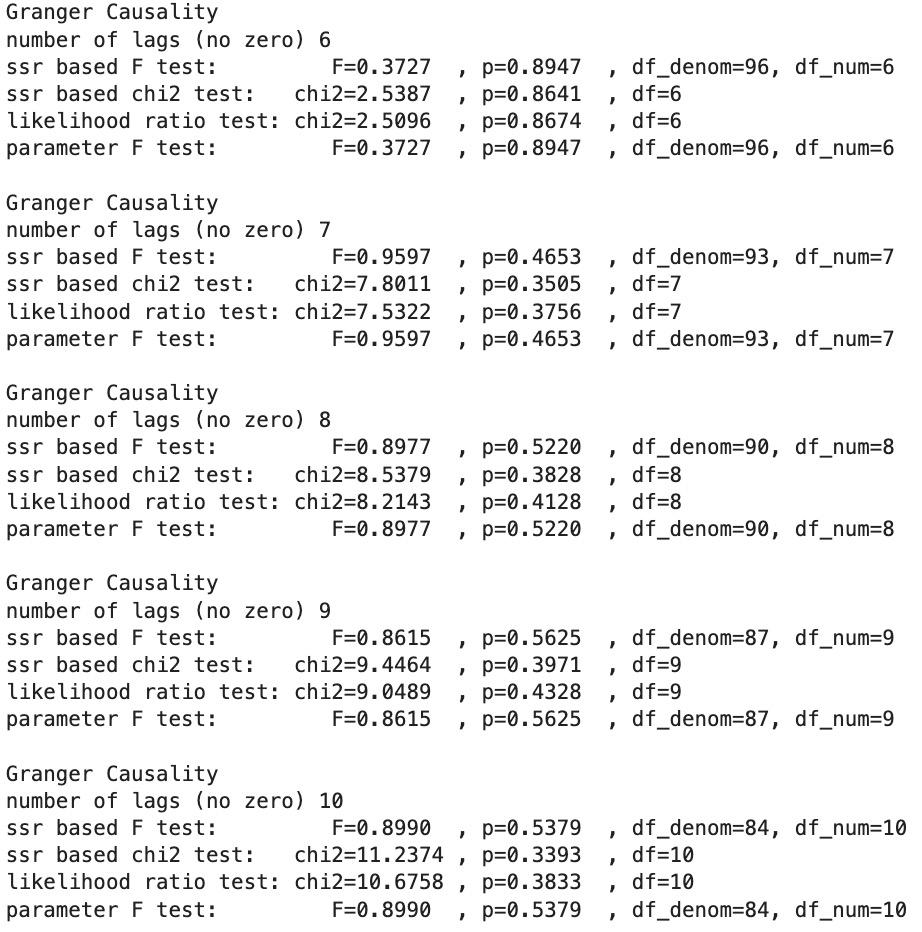 Granger Causality
number of lags (no zero) 6
ssr based F test:         F=0.3727  , p=0.8947  , df_denom=96, df_num=6
ssr based chi2 test:   chi2=2.5387  , p=0.8641  , df=6
likelihood ratio test: chi2=2.5096  , p=0.8674  , df=6
parameter F test:         F=0.3727  , p=0.8947  , df_denom=96, df_num=6

Granger Causality
number of lags (no zero) 7
ssr based F test:         F=0.9597  , p=0.4653  , df_denom=93, df_num=7
ssr based chi2 test:   chi2=7.8011  , p=0.3505  , df=7
likelihood ratio test: chi2=7.5322  , p=0.3756  , df=7
parameter F test:         F=0.9597  , p=0.4653  , df_denom=93, df_num=7

Granger Causality
number of lags (no zero) 8
ssr based F test:         F=0.8977  , p=0.5220  , df_denom=90, df_num=8
ssr based chi2 test:   chi2=8.5379  , p=0.3828  , df=8
likelihood ratio test: chi2=8.2143  , p=0.4128  , df=8
parameter F test:         F=0.8977  , p=0.5220  , df_denom=90, df_num=8

Granger Causality
number of lags (no zero) 9
ssr based F test:         F=0.8615  , p=0.5625  , df_denom=87, df_num=9
ssr based chi2 test:   chi2=9.4464  , p=0.3971  , df=9
likelihood ratio test: chi2=9.0489  , p=0.4328  , df=9
parameter F test:         F=0.8615  , p=0.5625  , df_denom=87, df_num=9

Granger Causality
number of lags (no zero) 10
ssr based F test:         F=0.8990  , p=0.5379  , df_denom=84, df_num=10
ssr based chi2 test:   chi2=11.2374 , p=0.3393  , df=10
likelihood ratio test: chi2=10.6758 , p=0.3833  , df=10
parameter F test:         F=0.8990  , p=0.5379  , df_denom=84, df_num=10